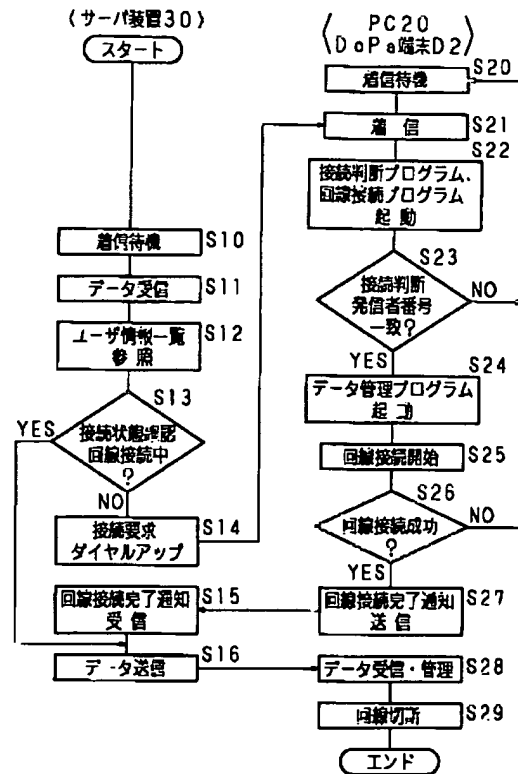 〈サーバ装置30〉
スタート
着信待機
S10
データ受信
S11
ユーザ情報一覧
参照
S12
S13
接続状態確認
回線接続中
?
YES
NO
接続要求
ダイヤルアップ
S14
回線接続完了通知
受信
S15
データ送信
S16
PC20
DoPa端末D2
S20
着信待機
着信
S21
S22
接続判断プログラム、
回線接続プログラム
起動
S23
接続判断
発信者番号
一致?
NO
YES
S24
データ管理プログラム
起動
回線接続開始
S25
S26
回線接続成功
?
NO
YES
回線接続完了通知
送信
S27
データ受信・管理
S28
回線切断
S29
エンド